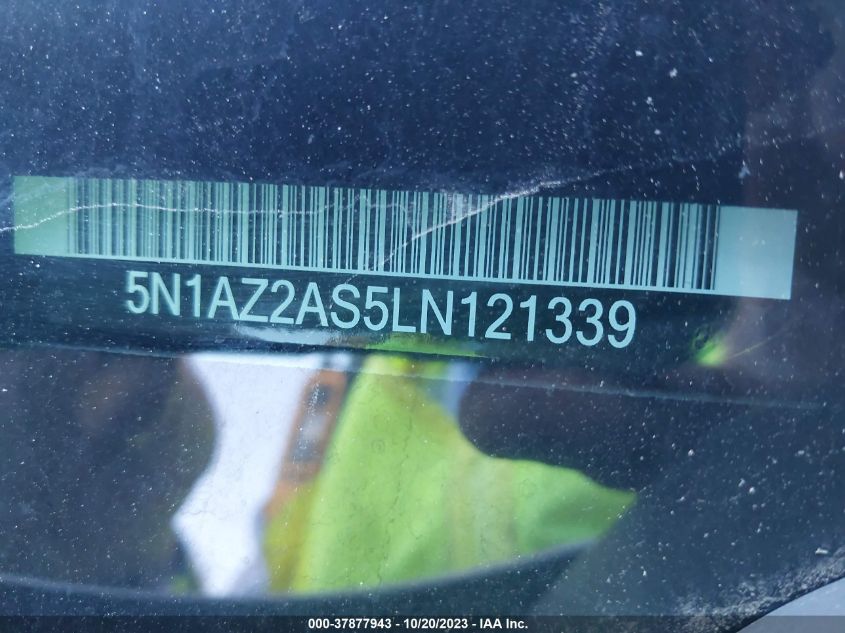 5N1AZ2AS5LN121339
000-37877943 - 10/20/2023 - IAA Inc.